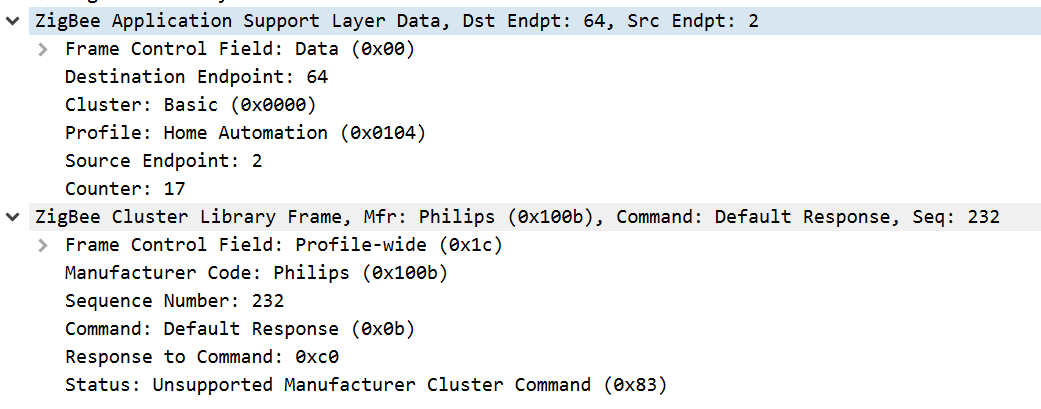 ZigBee Application Support Layer Data, Dst Endpt: 64, Src Endpt: 2
Frame Control Field: Data (0x00)
Destination Endpoint: 64
Cluster: Basic (0x0000)
Profile: Home Automation (0x0104)
Source Endpoint: 2
Counter: 17
ZigBee Cluster Library Frame, Mfr: Philips (0x100b), Command: Default Response, Seq: 232
Frame Control Field: Profile-wide (0x1c)
Manufacturer Code: Philips (0x100b)
Sequence Number: 232
Command: Default Response (0x0b)
Response to Command: 0xc0
Status: Unsupported Manufacturer Cluster Command (0x83)